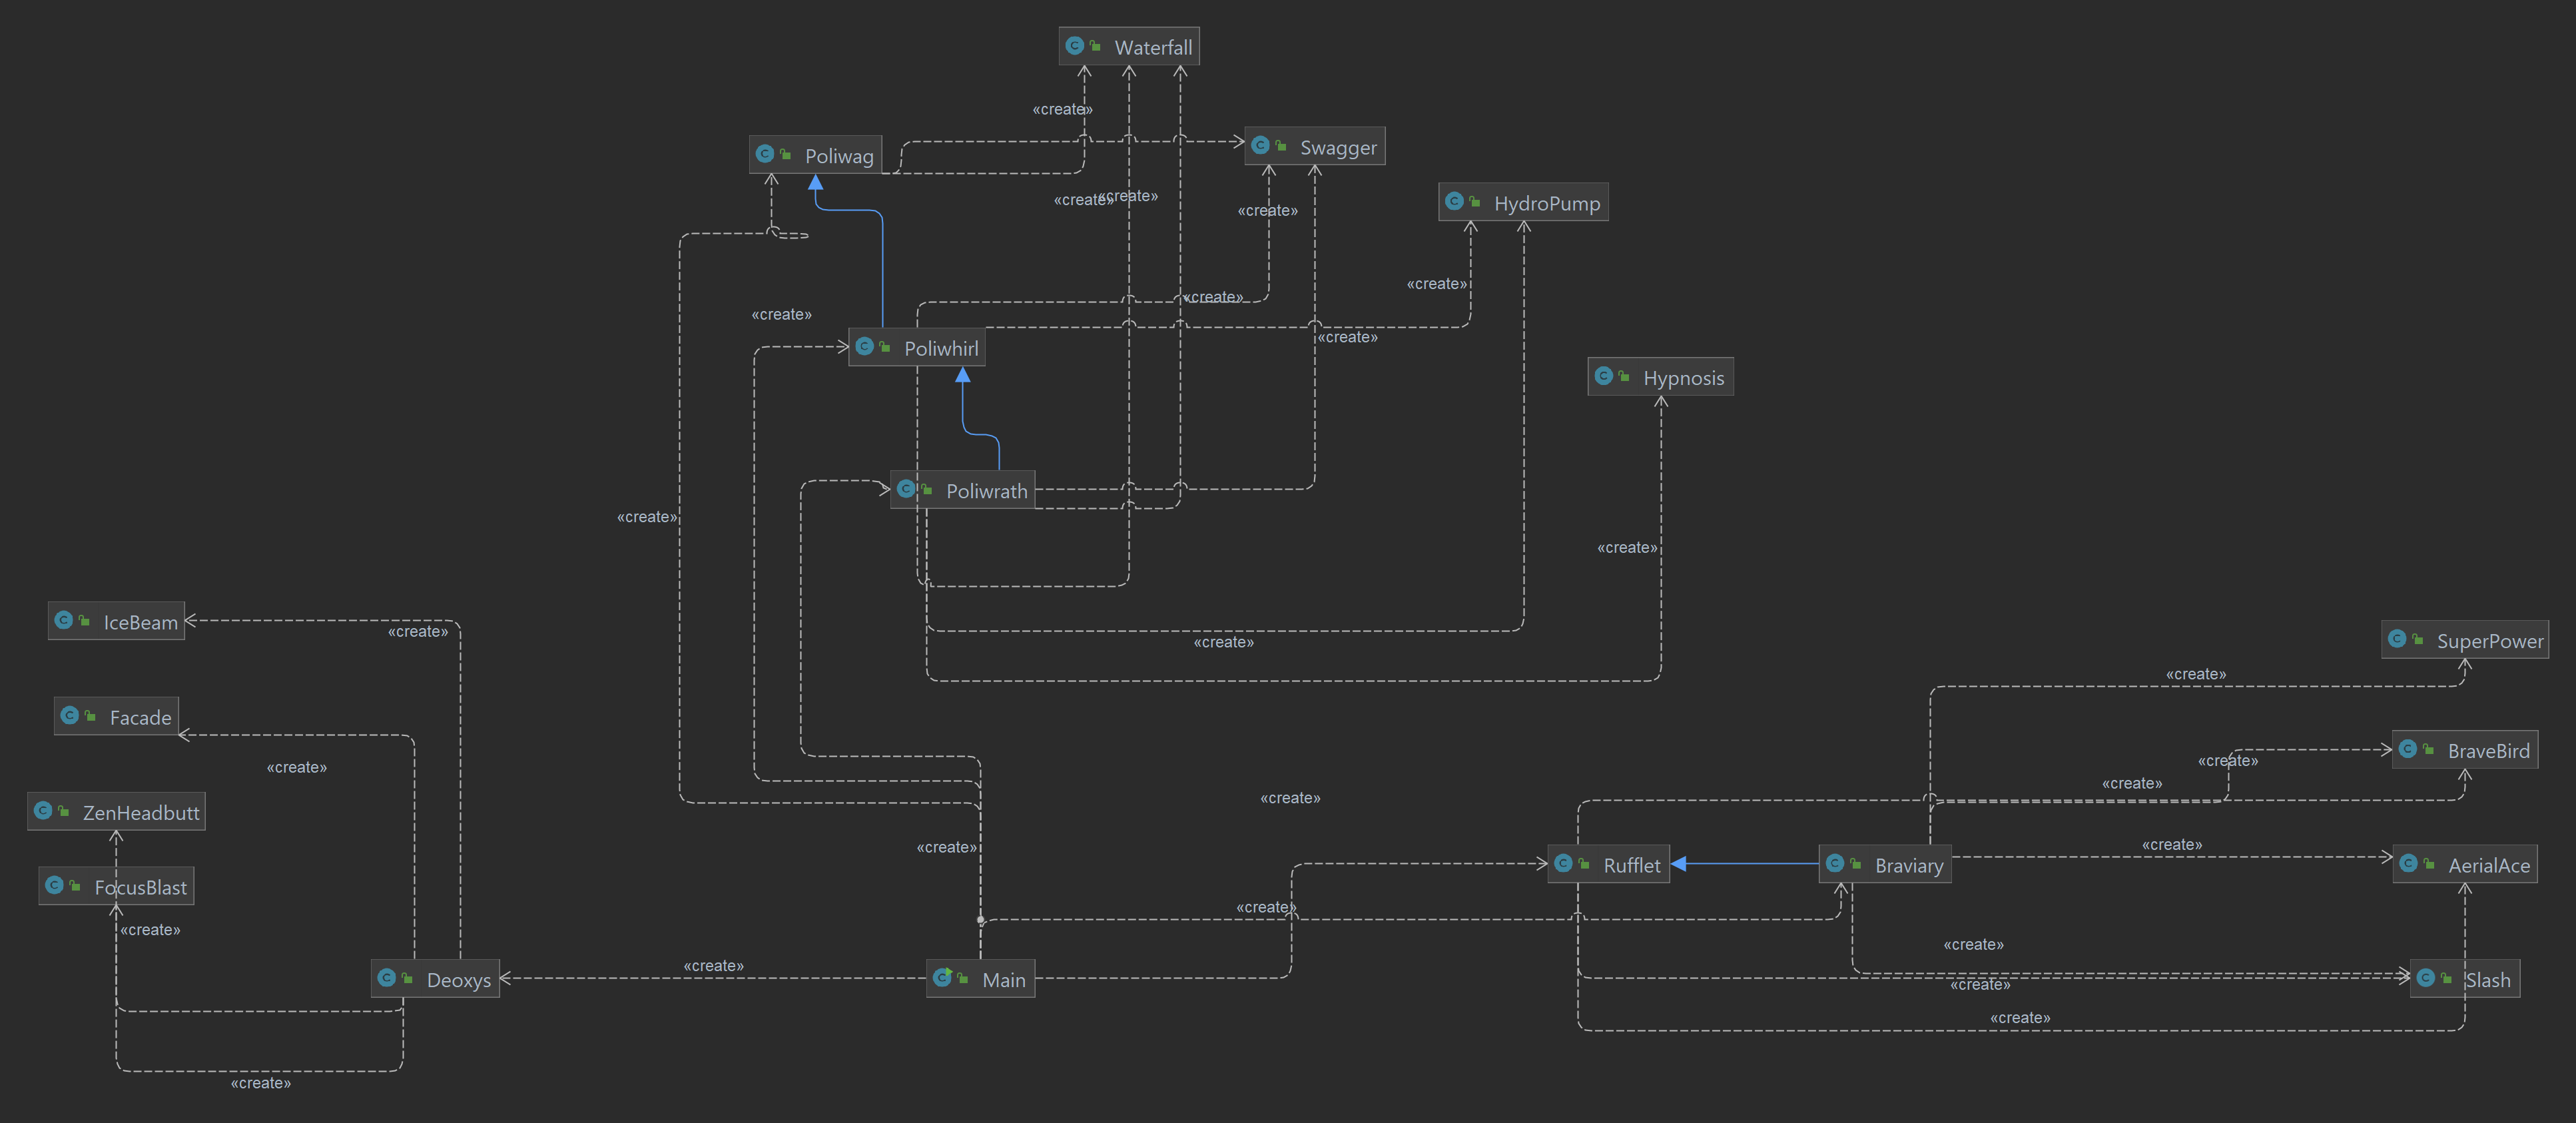 Waterfall
«create»
Poliwag
Swagger
«create»
«create»
«create»
HydroPump
«create»
«create»
«create»
«create»
Poliwhirl
Hypnosis
Poliwrath
«create»
«create»
IceBeam
«create»
«create»
SuperPower
«create»
Facade
BraveBird
«create»
«create»
«create»
«create»
ZenHeadbutt
«create»
«create»
Rufflet
Braviary
AerialAce
FocusBlast
«create»
«create»
«create»
«create»
Deoxys
Main
Slash
«create»
«create»
«create»